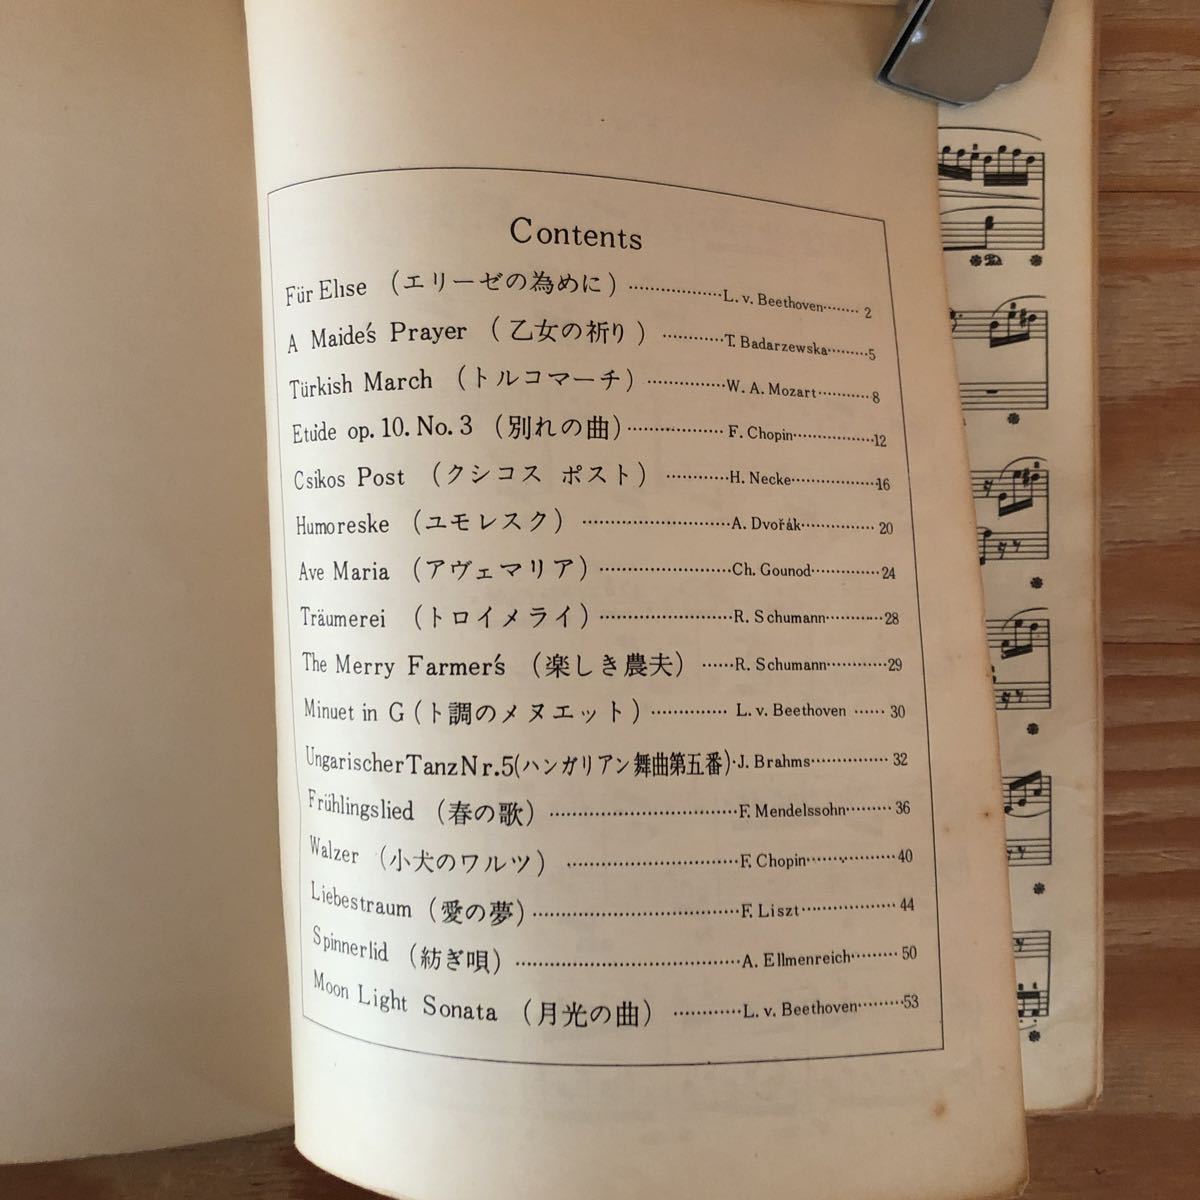 Contents
Für Elise (エリーゼの為めに) ················· L. v. Beethoven ········ 2
A Maide's Prayer (乙女の祈り) ············ T. Badarzewska ········· 5
Türkish March (トルコマーチ) ·············· W. A. Mozart ··········· 8
Etude op. 10. No. 3 (別れの曲) ················· F. Chopin ·············· 12
Csikos Post (クシコス ポスト) ············ H. Necke ················· 16
Humoreske (ユモレスク) ··························· A. Dvořák ·············· 20
Ave Maria (アヴェマリア) ························ Ch. Gounod ············· 24
Träumerei (トロイメライ) ························ R. Schumann ············ 28
The Merry Farmer's (楽しき農夫) ······ R. Schumann ············ 29
Minuet in G (ト調のメヌエット) ·············· L. v. Beethoven ······ 30
Ungarischer Tanz Nr. 5 (ハンガリアン舞曲第五番) · J. Brahms ·············· 32
Frühlingslied (春の歌) ·································· F. Mendelssohn ········· 36
Walzer (小犬のワルツ) ······························· F. Chopin ················ 40
Liebestraum (愛の夢) ····································· F. Liszt ················· 44
Spinnerlid (紡ぎ唄) ········································· A. Ellmenreich ········· 50
Moon Light Sonata (月光の曲) ············ L. v. Beethoven ········· 53